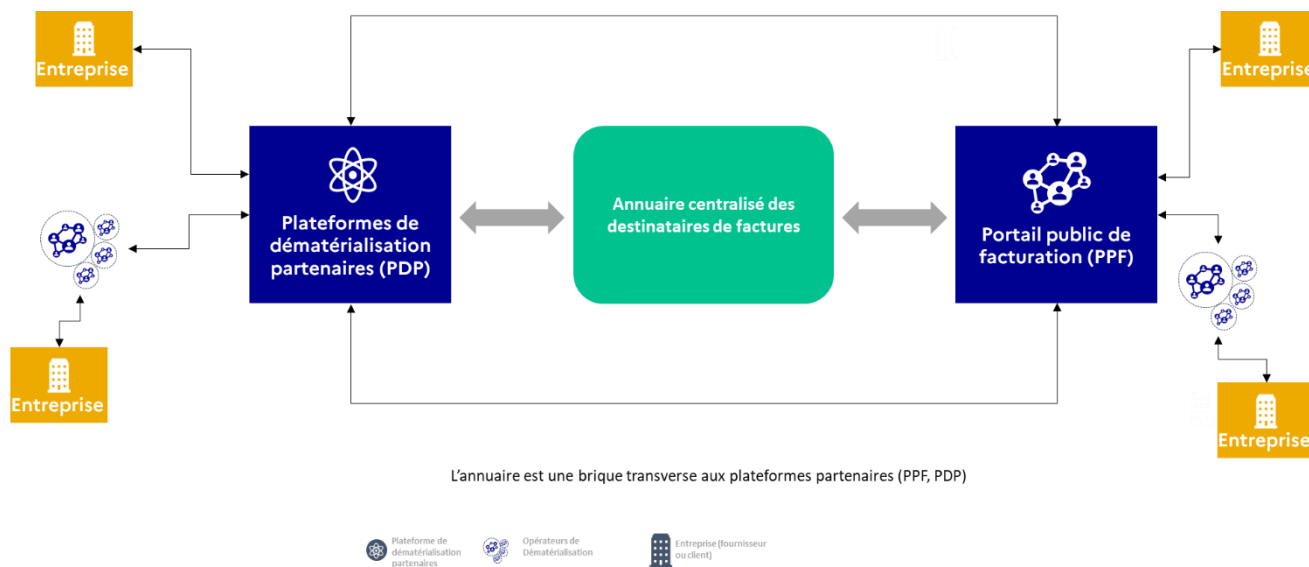 Entreprise
Entreprise
Plateformes de
dématérialisation
partenaires (PDP)
Annuaire centralisé des
destinataires de factures
Portail public de
facturation (PPF)
Entreprise
Entreprise
L'annuaire est une brique transverse aux plateformes partenaires (PPF, PDP)
Plateforme de
dématérialisation
partenaires
Opérateurs de
Dématérialisation
Entreprise (fournisseur
ou client)